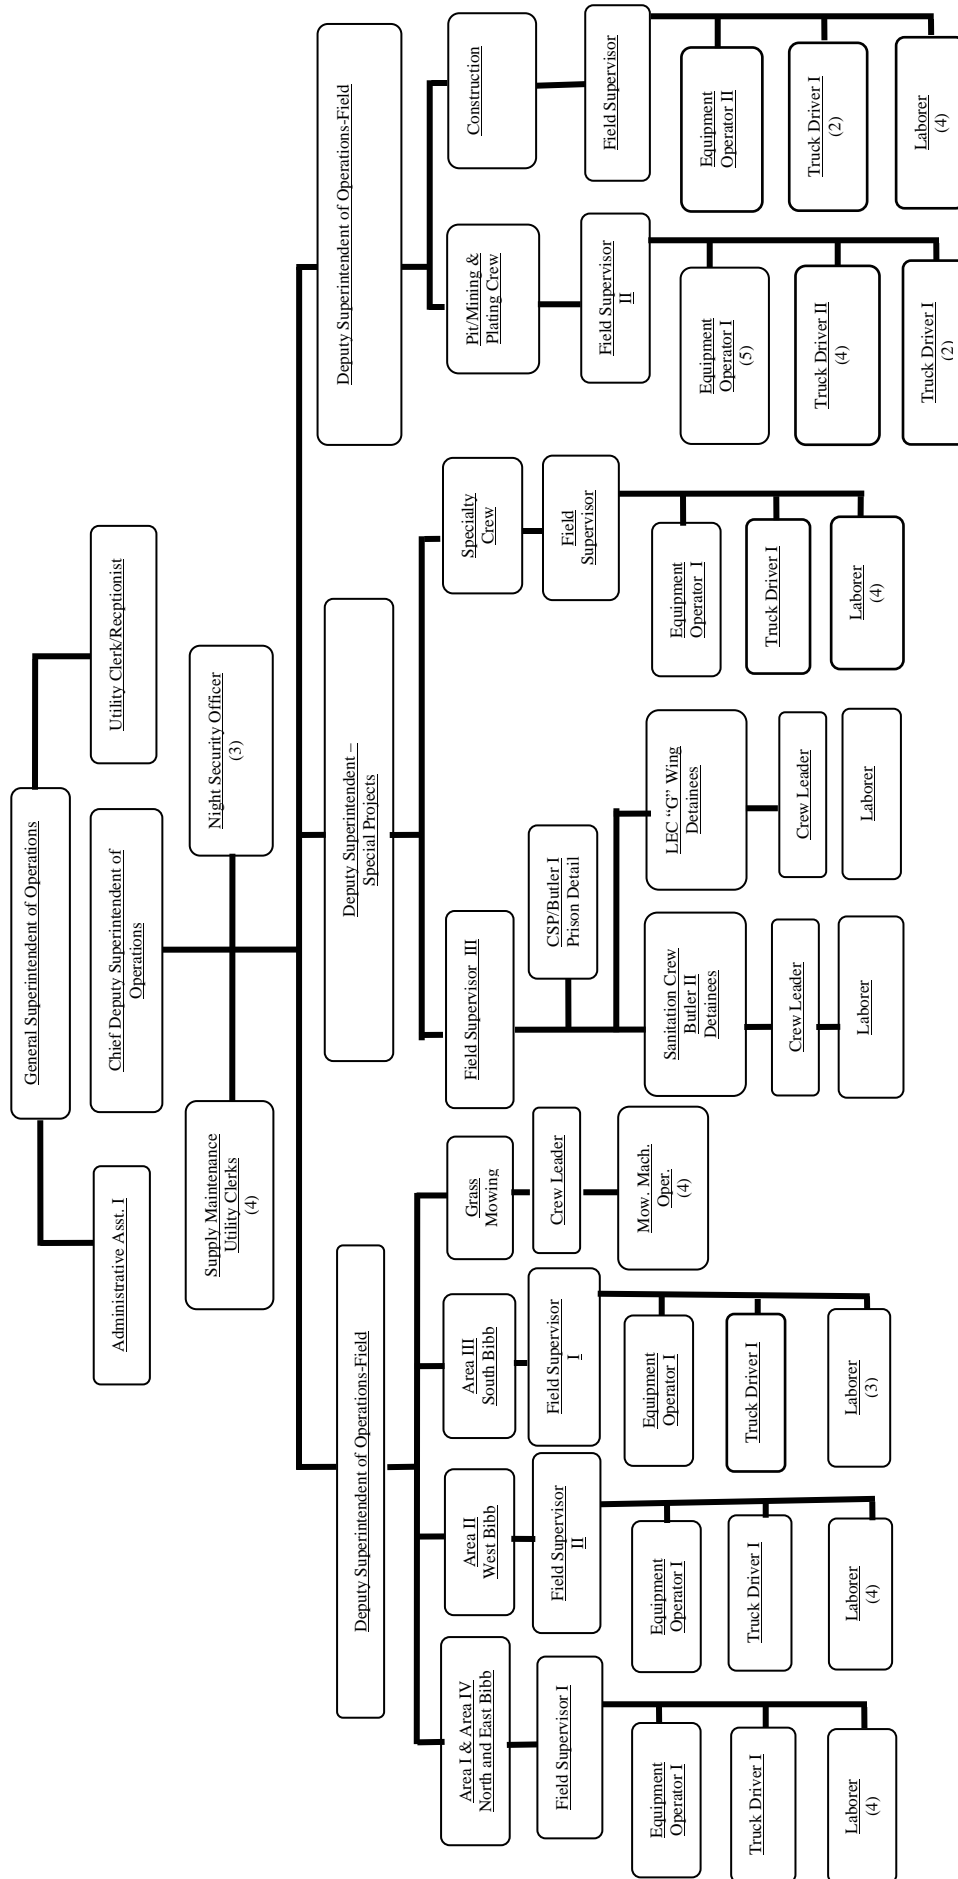 General Superintendent of Operations
Administrative Asst. I
Chief Deputy Superintendent of
Operations
Utility Clerk/Recptionist
Supply Maintenance
Utility Clerks
(4)
Night Security Officer
(3)
Deputy Superintendent of Operations-Field
Deputy Superintendent –
Special Projects
Deputy Superintendent of Operations-Field
Area I & Area IV
North and East Bibb
Area II
West Bibb
Area III
South Bibb
Grass
Mowing
Field Supervisor III
Specialty
Crew
Pit/Mining &
Plating Crew
Construction
Field Supervisor I
Field Supervisor
II
Field Supervisor
I
Crew Leader
CSP/Butler I
Prison Detail
Field
Supervisor
Field Supervisor
II
Field Supervisor
Equipment
Operator I
Equipment
Operator I
Equipment
Operator I
Mow. Mach.
Oper.
(4)
Sanitation Crew
Butler II
Detainees
LEC “G” Wing
Detainees
Equipment
Operator I
Equipment
Operator I
(5)
Equipment
Operator II
Truck Driver I
Truck Driver I
Truck Driver I
Crew Leader
Crew Leader
Truck Driver I
Truck Driver II
(4)
Truck Driver I
(2)
Laborer
(4)
Laborer
(4)
Laborer
(3)
Laborer
Laborer
Laborer
(4)
Truck Driver I
(2)
Laborer
(4)